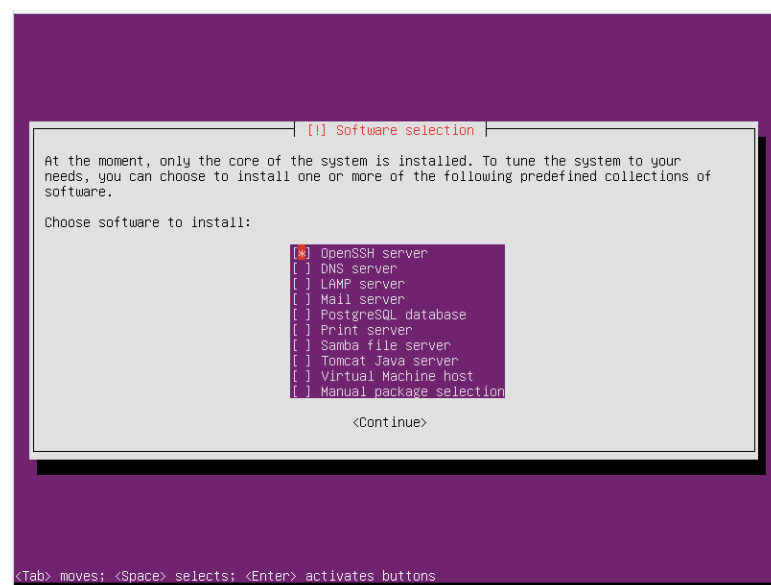 [!] Software selection
At the moment, only the core of the system is installed. To tune the system to your
needs, you can choose to install one or more of the following predefined collections of
software.
Choose software to install:
[*] OpenSSH server
[ ] DNS server
[ ] LAMP server
[ ] Mail server
[ ] PostgreSQL database
[ ] Print server
[ ] Samba file server
[ ] Tomcat Java server
[ ] Virtual Machine host
[ ] Manual package selection
<Continue>
<Tab> moves; <Space> selects; <Enter> activates buttons